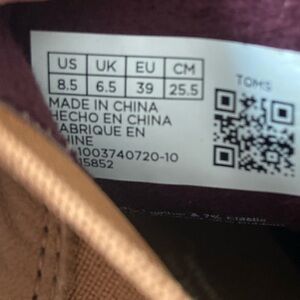 US UK EU CM
8.5 6.5 39 25.5
TOMS
MADE IN CHINA
HECHO EN CHINA
FABRIQUE EN
HINE
1003740720-10
15852